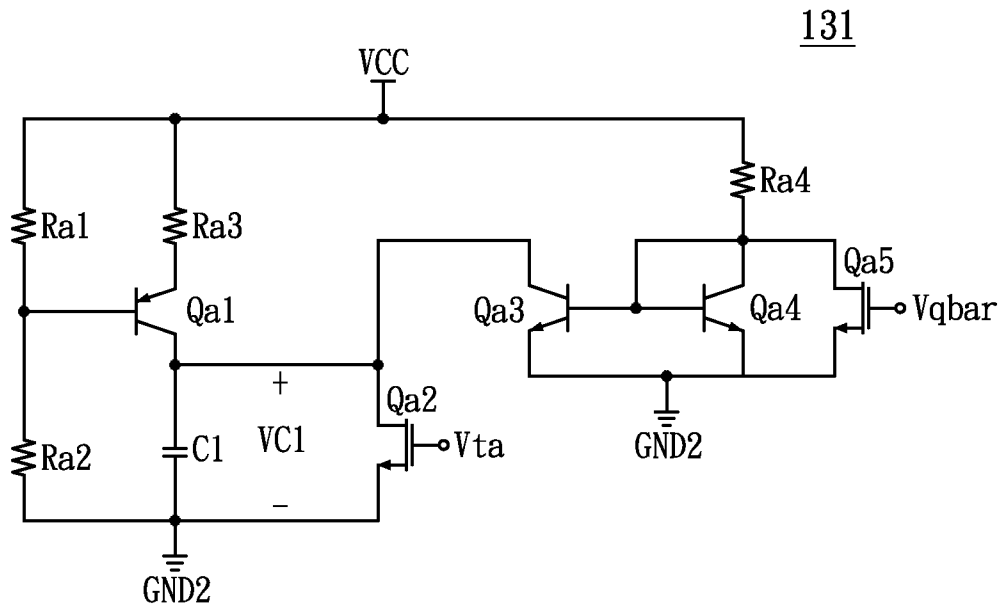 131
VCC
Ra1
Ra3
Ra4
Qa1
Qa3
Qa4
Qa5
Vqbar
+
VC1
−
Qa2
Vta
Ra2
C1
GND2
GND2